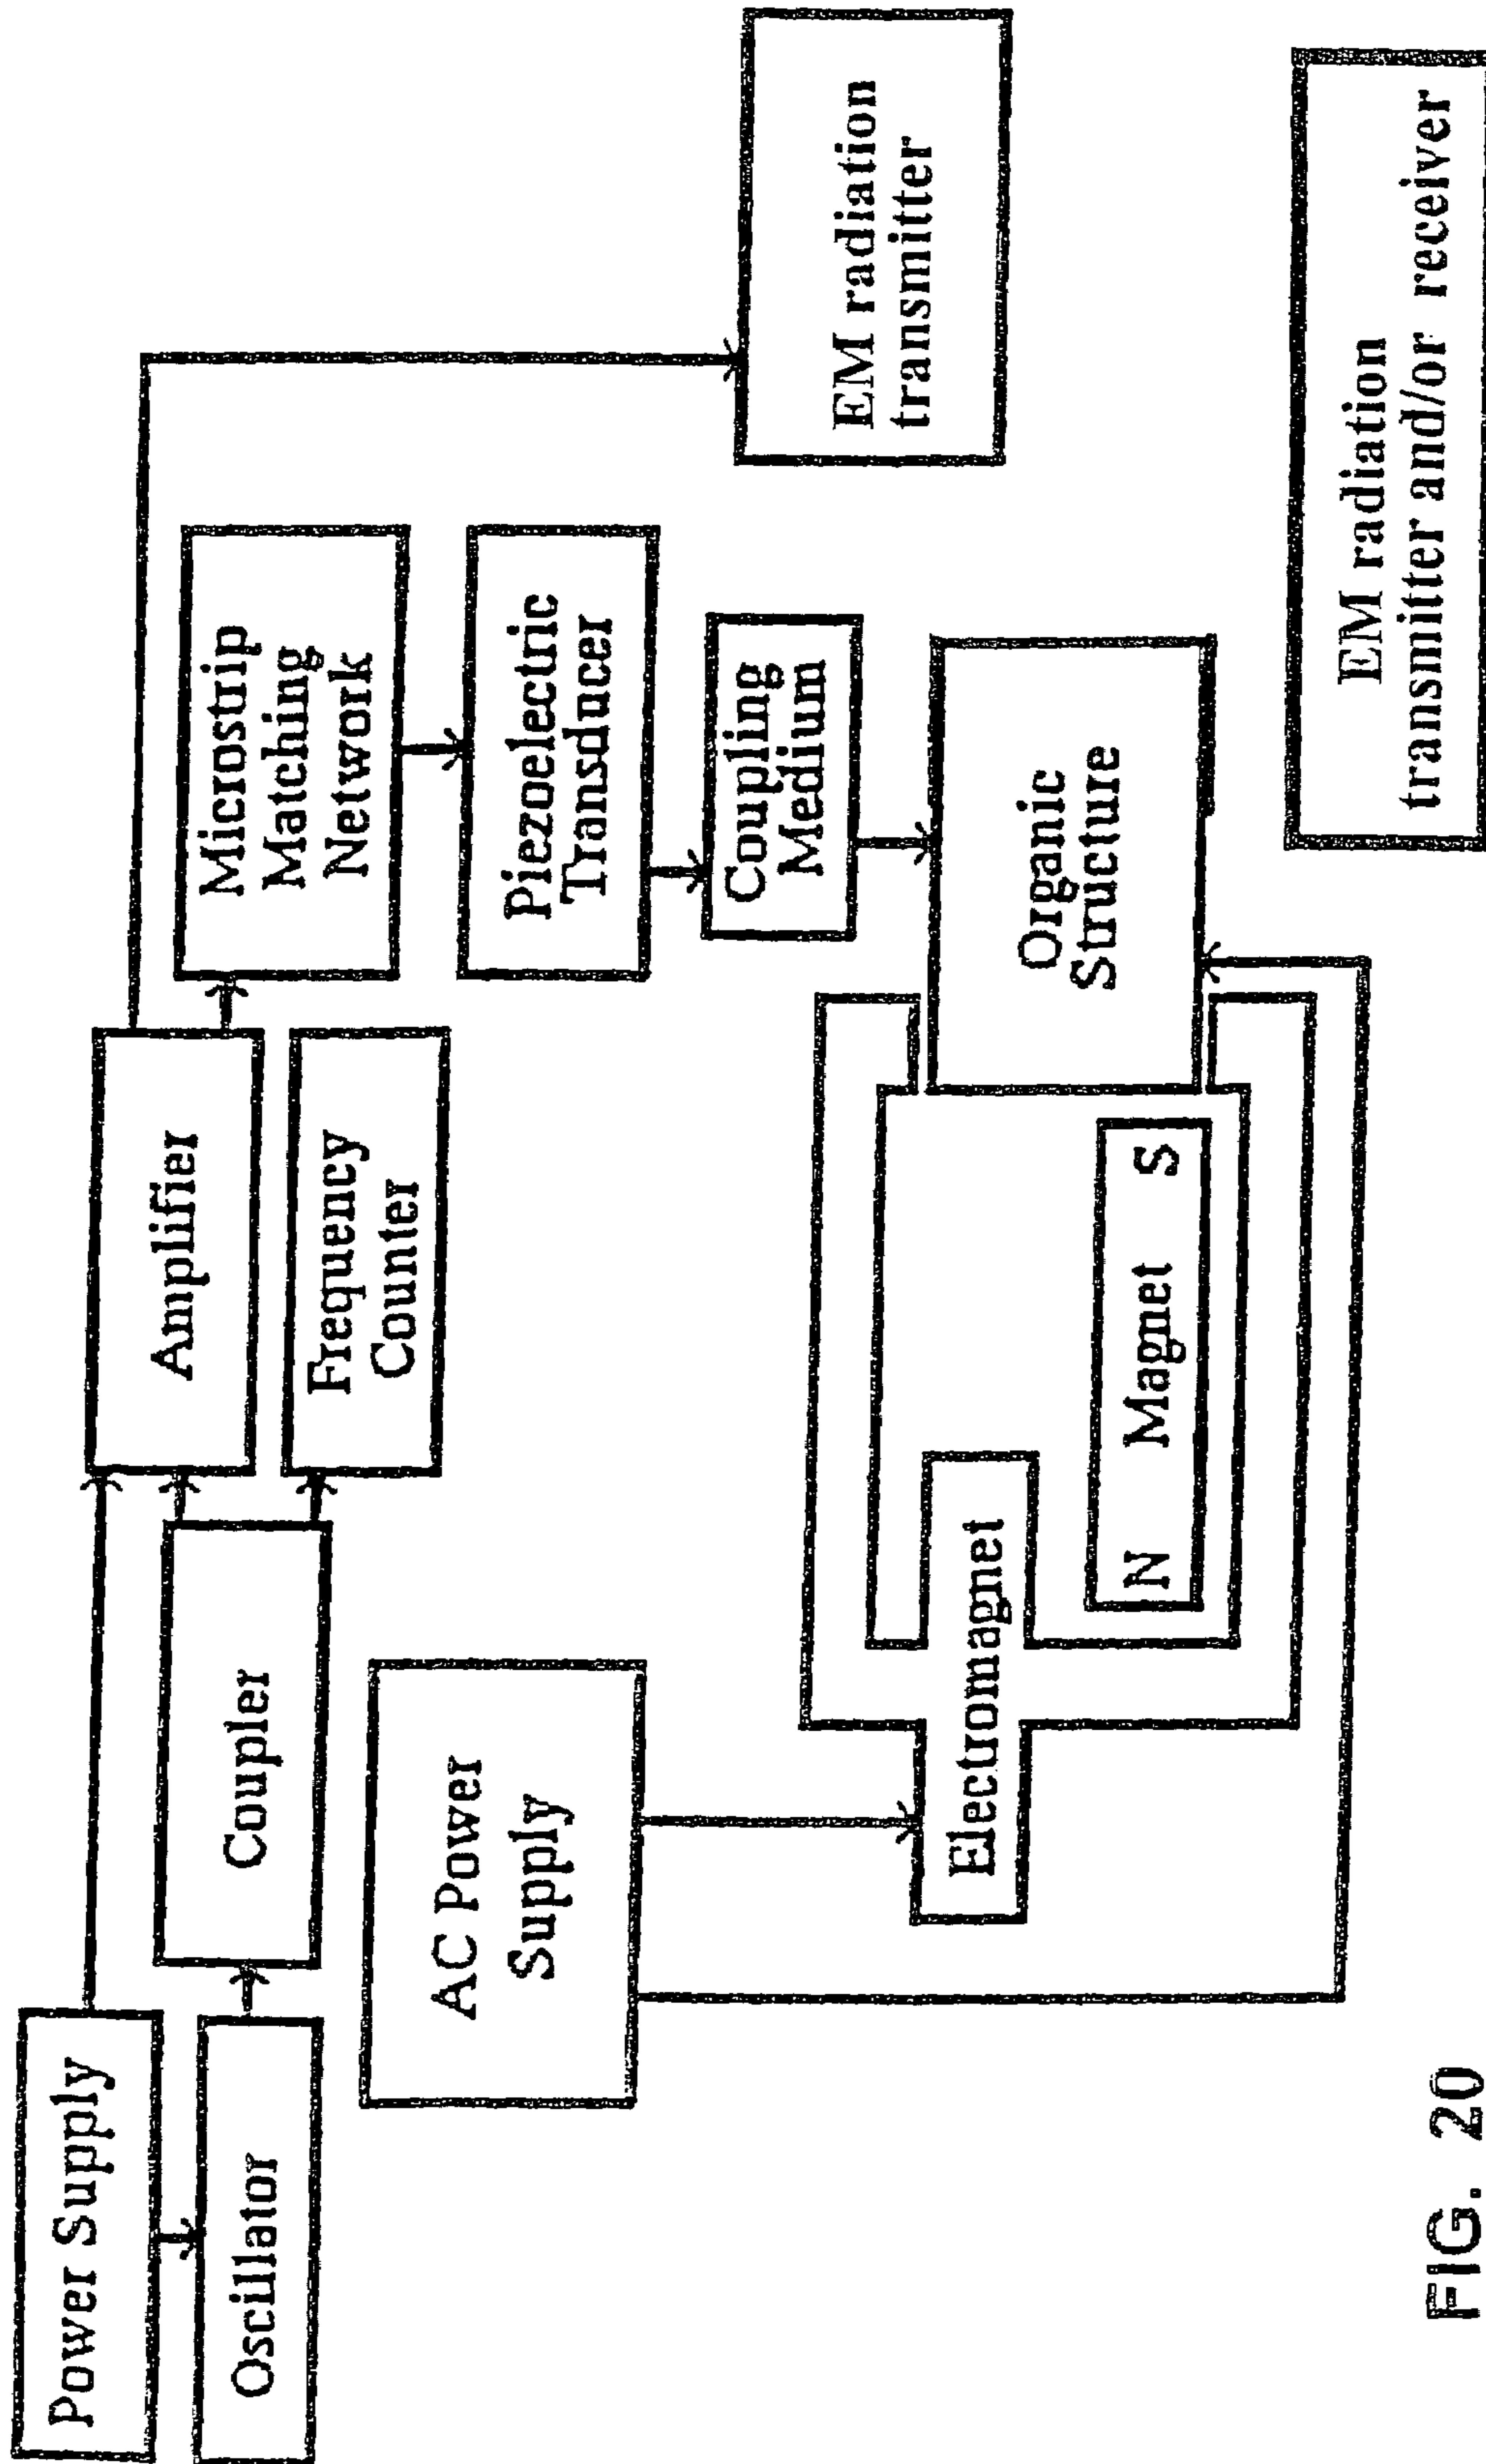 Power Supply
Oscillator
Coupler
Amplifier
Frequency
Counter
Microstrip
Matching
Network
Piezoelectric
Transducer
Coupling
Medium
EM radiation
transmitter
AC Power
Supply
Electromagnet
N Magnet S
Organic
Structure
EM radiation
transmitter and/or receiver
FIG. 20